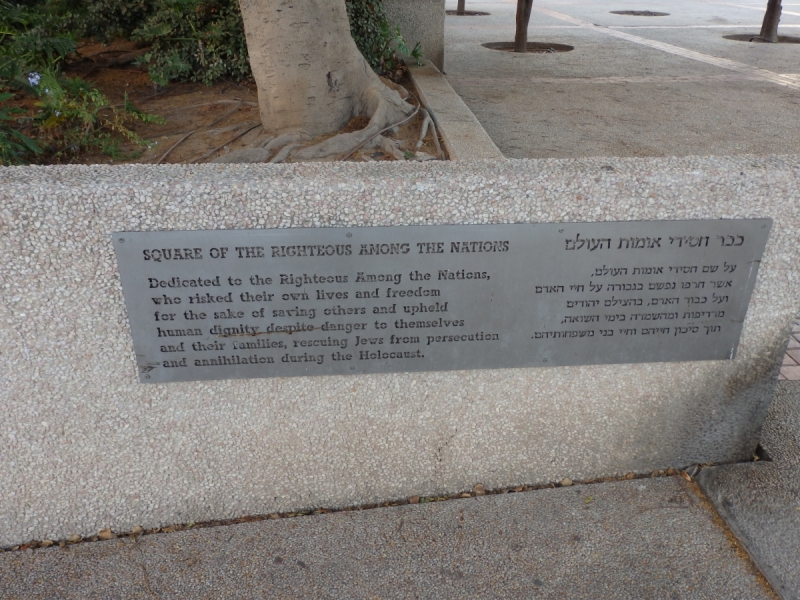 SQUARE OF THE RIGHTEOUS AMONG THE NATIONS
Dedicated to the Righteous Among the Nations,
who risked their own lives and freedom
for the sake of saving others and upheld
human dignity despite danger to themselves
and their families, rescuing Jews from persecution
and annihilation during the Holocaust.
ככר חסידי אומות העולם
על שם חסידי אומות העולם,
אשר חרפו נפשם בגבורה על חיי האדם
ועל כבוד האדם, בהצילם יהודים
מרדיפות ומהשמדה בימי השואה,
תוך סיכון חייהם וחיי בני משפחותיהם.